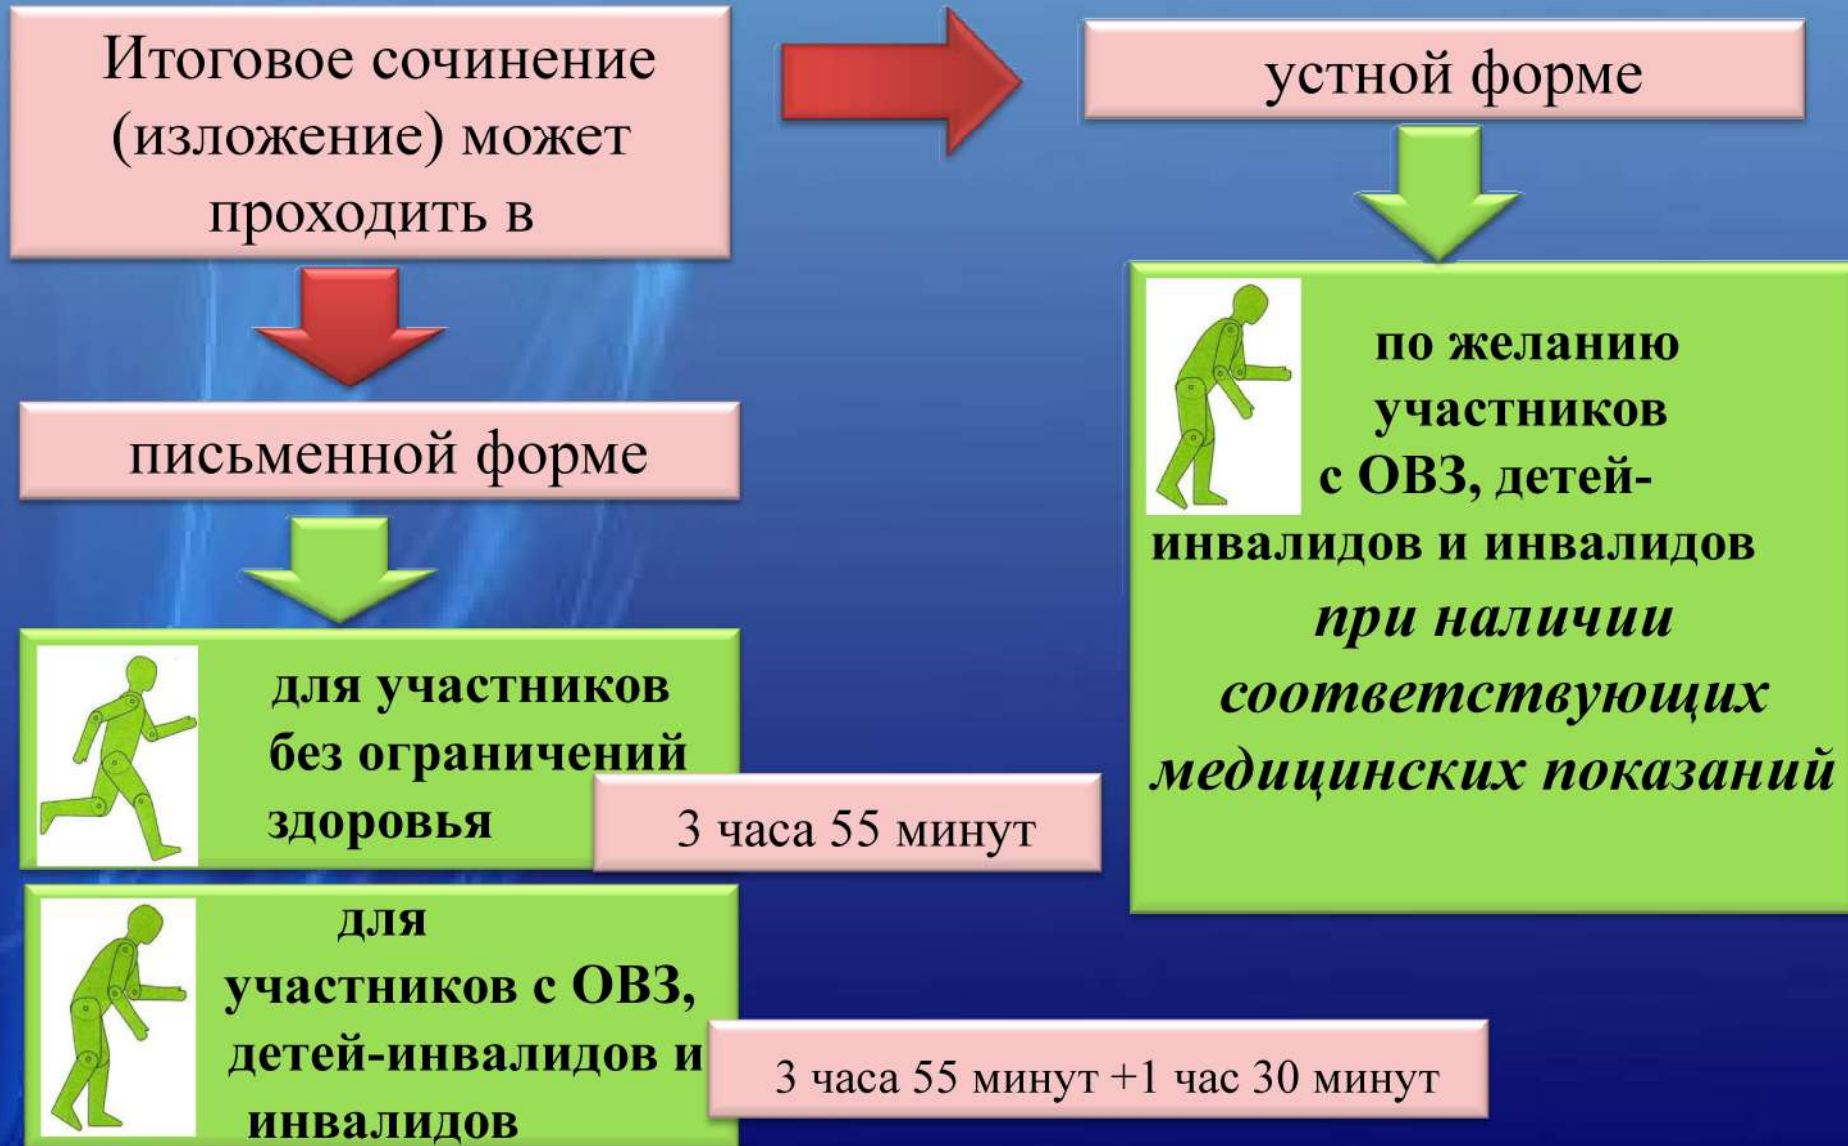 Итоговое сочинение
(изложение) может
проходить в
устной форме
по желанию
участников
с ОВЗ, детей-
инвалидов и инвалидов
при наличии
соответствующих
медицинских показаний
письменной форме
для участников
без ограничений
здоровья
3 часа 55 минут
для
участников с ОВЗ,
детей-инвалидов и
инвалидов
3 часа 55 минут +1 час 30 минут